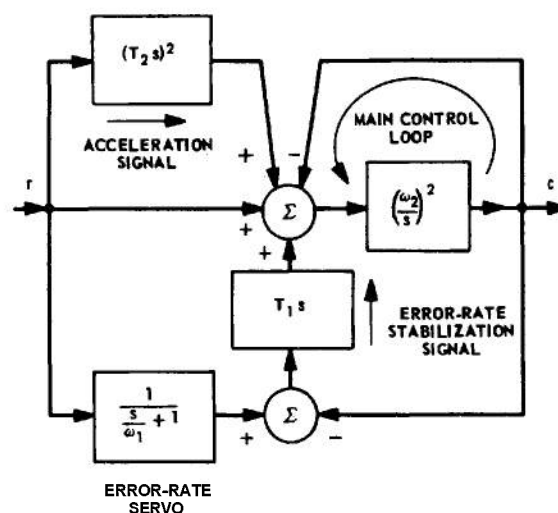 (T₂ s)²
ACCELERATION
SIGNAL
MAIN CONTROL
LOOP
r
+
−
Σ
(ω₂/s)²
c
+
+
T₁ s
ERROR-RATE
STABILIZATION
SIGNAL
1/(s/ω₁ + 1)
+
Σ
−
ERROR-RATE
SERVO